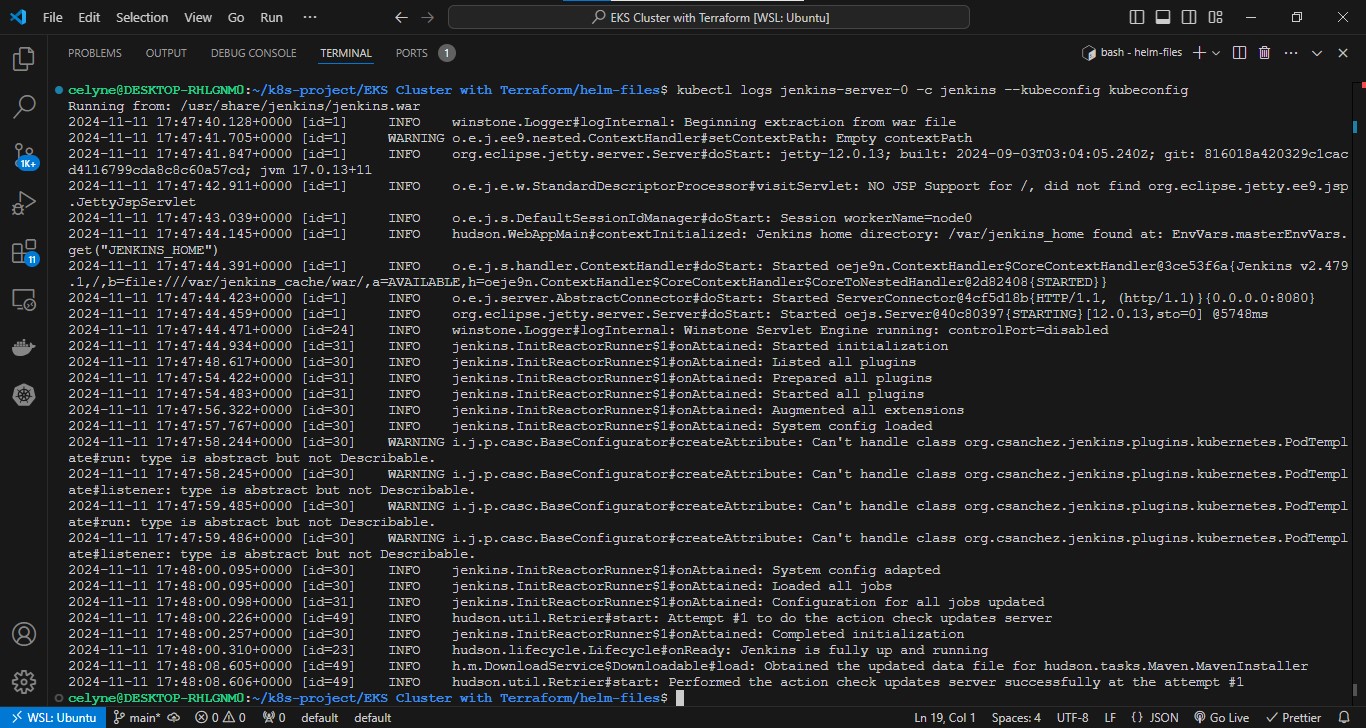 File Edit Selection View Go Run ··· EKS Cluster with Terraform [WSL: Ubuntu]
PROBLEMS OUTPUT DEBUG CONSOLE TERMINAL PORTS 1 bash - helm-files
celyne@DESKTOP-RHLGNM0:~/k8s-project/EKS Cluster with Terraform/helm-files$ kubectl logs jenkins-server-0 -c jenkins --kubeconfig kubeconfig
Running from: /usr/share/jenkins/jenkins.war
2024-11-11 17:47:40.128+0000 [id=1] INFO winstone.Logger#logInternal: Beginning extraction from war file
2024-11-11 17:47:41.705+0000 [id=1] WARNING o.e.j.ee9.nested.ContextHandler#setContextPath: Empty contextPath
2024-11-11 17:47:41.847+0000 [id=1] INFO org.eclipse.jetty.server.Server#doStart: jetty-12.0.13; built: 2024-09-03T03:04:05.240Z; git: 816018a420329c1cac
d4116799cda8c8c60a57cd; jvm 17.0.13+11
2024-11-11 17:47:42.911+0000 [id=1] INFO o.e.j.e.w.StandardDescriptorProcessor#visitServlet: NO JSP Support for /, did not find org.eclipse.jetty.ee9.jsp
.JettyJspServlet
2024-11-11 17:47:43.039+0000 [id=1] INFO o.e.j.s.DefaultSessionIdManager#doStart: Session workerName=node0
2024-11-11 17:47:44.145+0000 [id=1] INFO hudson.WebAppMain#contextInitialized: Jenkins home directory: /var/jenkins_home found at: EnvVars.masterEnvVars.
get("JENKINS_HOME")
2024-11-11 17:47:44.391+0000 [id=1] INFO o.e.j.s.handler.ContextHandler#doStart: Started oeje9n.ContextHandler$CoreContextHandler@3ce53f6a{Jenkins v2.479
.1,/,b=file:///var/jenkins_cache/war/,a=AVAILABLE,h=oeje9n.ContextHandler$CoreContextHandler$CoreToNestedHandler@2d82408{STARTED}}
2024-11-11 17:47:44.423+0000 [id=1] INFO o.e.j.server.AbstractConnector#doStart: Started ServerConnector@4cf5d18b{HTTP/1.1, (http/1.1)}{0.0.0.0:8080}
2024-11-11 17:47:44.459+0000 [id=1] INFO org.eclipse.jetty.server.Server#doStart: Started oejs.Server@40c80397{STARTING}[12.0.13,sto=0] @5748ms
2024-11-11 17:47:44.471+0000 [id=24] INFO winstone.Logger#logInternal: Winstone Servlet Engine running: controlPort=disabled
2024-11-11 17:47:44.934+0000 [id=31] INFO jenkins.InitReactorRunner$1#onAttained: Started initialization
2024-11-11 17:47:48.617+0000 [id=30] INFO jenkins.InitReactorRunner$1#onAttained: Listed all plugins
2024-11-11 17:47:54.422+0000 [id=31] INFO jenkins.InitReactorRunner$1#onAttained: Prepared all plugins
2024-11-11 17:47:54.483+0000 [id=31] INFO jenkins.InitReactorRunner$1#onAttained: Started all plugins
2024-11-11 17:47:56.322+0000 [id=30] INFO jenkins.InitReactorRunner$1#onAttained: Augmented all extensions
2024-11-11 17:47:57.767+0000 [id=30] INFO jenkins.InitReactorRunner$1#onAttained: System config loaded
2024-11-11 17:47:58.244+0000 [id=30] WARNING i.j.p.casc.BaseConfigurator#createAttribute: Can't handle class org.csanchez.jenkins.plugins.kubernetes.PodTempl
ate#run: type is abstract but not Describable.
2024-11-11 17:47:58.245+0000 [id=30] WARNING i.j.p.casc.BaseConfigurator#createAttribute: Can't handle class org.csanchez.jenkins.plugins.kubernetes.PodTempl
ate#listener: type is abstract but not Describable.
2024-11-11 17:47:59.485+0000 [id=30] WARNING i.j.p.casc.BaseConfigurator#createAttribute: Can't handle class org.csanchez.jenkins.plugins.kubernetes.PodTempl
ate#run: type is abstract but not Describable.
2024-11-11 17:47:59.486+0000 [id=30] WARNING i.j.p.casc.BaseConfigurator#createAttribute: Can't handle class org.csanchez.jenkins.plugins.kubernetes.PodTempl
ate#listener: type is abstract but not Describable.
2024-11-11 17:48:00.095+0000 [id=30] INFO jenkins.InitReactorRunner$1#onAttained: System config adapted
2024-11-11 17:48:00.095+0000 [id=30] INFO jenkins.InitReactorRunner$1#onAttained: Loaded all jobs
2024-11-11 17:48:00.098+0000 [id=31] INFO jenkins.InitReactorRunner$1#onAttained: Configuration for all jobs updated
2024-11-11 17:48:00.226+0000 [id=49] INFO hudson.util.Retrier#start: Attempt #1 to do the action check updates server
2024-11-11 17:48:00.257+0000 [id=30] INFO jenkins.InitReactorRunner$1#onAttained: Completed initialization
2024-11-11 17:48:00.310+0000 [id=23] INFO hudson.lifecycle.Lifecycle#onReady: Jenkins is fully up and running
2024-11-11 17:48:08.605+0000 [id=49] INFO h.m.DownloadService$Downloadable#load: Obtained the updated data file for hudson.tasks.Maven.MavenInstaller
2024-11-11 17:48:08.606+0000 [id=49] INFO hudson.util.Retrier#start: Performed the action check updates server successfully at the attempt #1
celyne@DESKTOP-RHLGNM0:~/k8s-project/EKS Cluster with Terraform/helm-files$
1K+
11
WSL: Ubuntu main* 0 0 0 default default Ln 19, Col 1 Spaces: 4 UTF-8 LF {} JSON Go Live Prettier